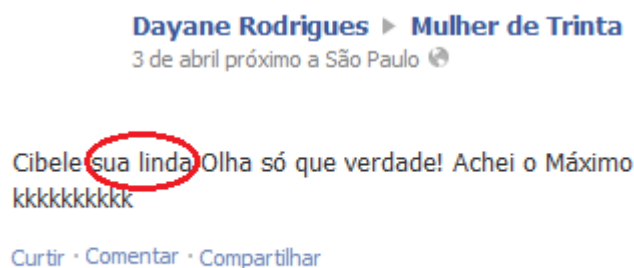 Dayane Rodrigues ▶ Mulher de Trinta
3 de abril próximo a São Paulo
Cibele sua linda Olha só que verdade! Achei o Máximo
kkkkkkkkkk
Curtir · Comentar · Compartilhar